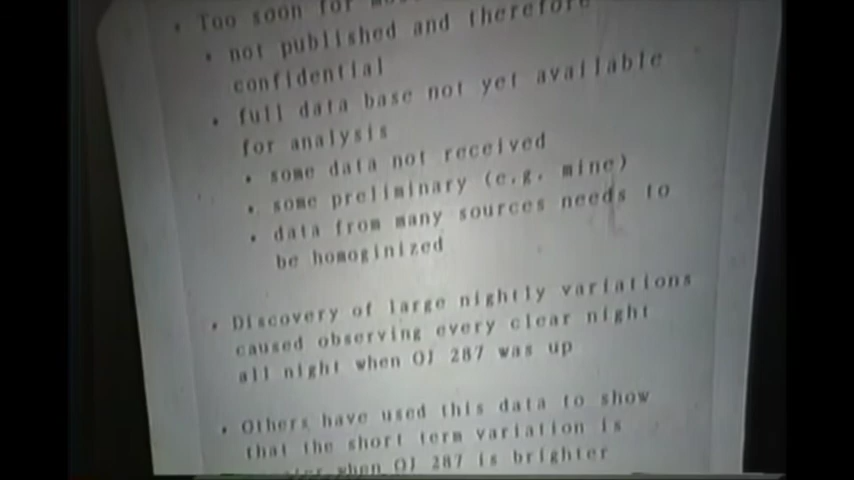 • Too soon for
• not published and therefore
confidential
• full data base not yet available
for analysis
• some data not received
• some preliminary (e.g. mine)
• data from many sources needs to
be homoginized
• Discovery of large nightly variations
caused observing every clear night
all night when OJ 287 was up
• Others have used this data to show
that the short term variation is
when OJ 287 is brighter